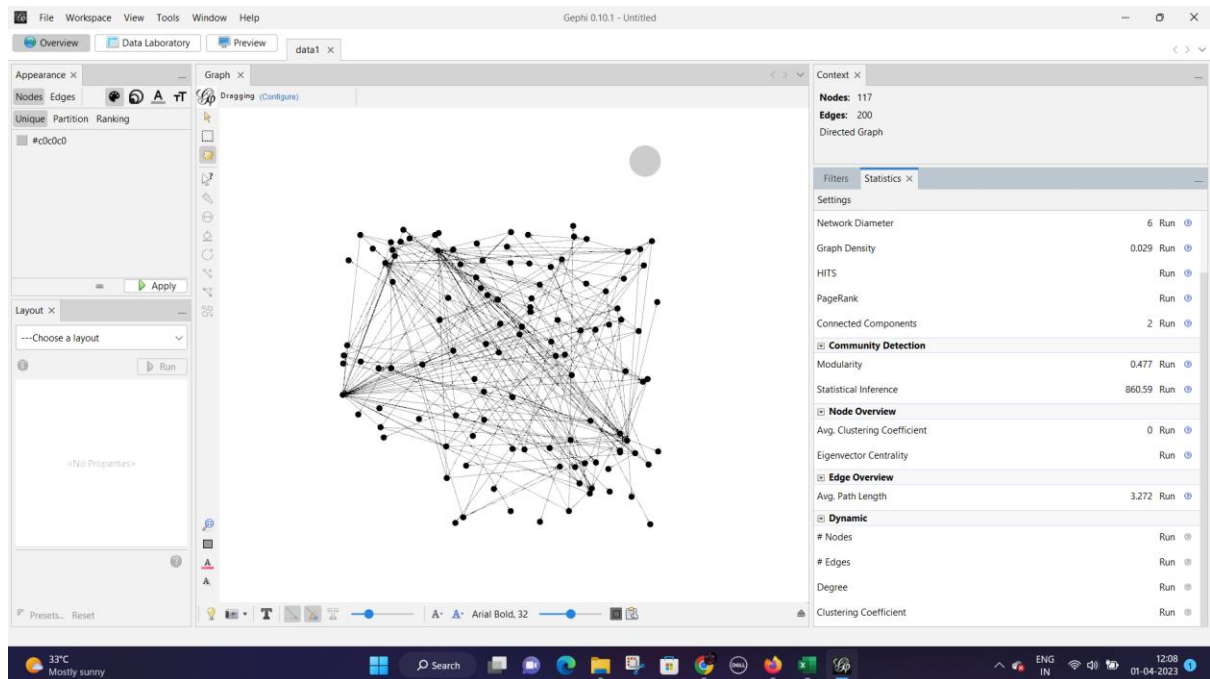 File Workspace View Tools Window Help Gephi 0.10.1 - Untitled
Overview Data Laboratory Preview data1
Appearance Graph Context
Nodes Edges Dragging (Configure) Nodes: 117
Unique Partition Ranking Edges: 200
#c0c0c0 Directed Graph
Filters Statistics
Settings
Network Diameter 6 Run
Graph Density 0.029 Run
HITS Run
Apply PageRank Run
Layout Connected Components 2 Run
---Choose a layout
Community Detection
Run Modularity 0.477 Run
Statistical Inference 860.59 Run
Node Overview
Avg. Clustering Coefficient 0 Run
<No Properties> Eigenvector Centrality Run
Edge Overview
Avg. Path Length 3.272 Run
Dynamic
# Nodes Run
# Edges Run
Degree Run
Presets... Reset T A- A- Arial Bold, 32 Clustering Coefficient Run
33°C Search DELL ENG 12:08
Mostly sunny IN 01-04-2023 1